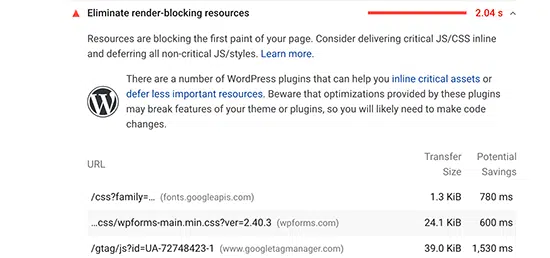 Eliminate render-blocking resources 2.04 s
Resources are blocking the first paint of your page. Consider delivering critical JS/CSS inline
and deferring all non-critical JS/styles. Learn more.
There are a number of WordPress plugins that can help you inline critical assets or
defer less important resources. Beware that optimizations provided by these plugins
may break features of your theme or plugins, so you will likely need to make code
changes.
URL Transfer Size Potential Savings
/css?family=… (fonts.googleapis.com) 1.3 KiB 780 ms
…css/wpforms-main.min.css?ver=2.40.3 (wpforms.com) 24.1 KiB 600 ms
/gtag/js?id=UA-72748423-1 (www.googletagmanager.com) 39.0 KiB 1,530 ms